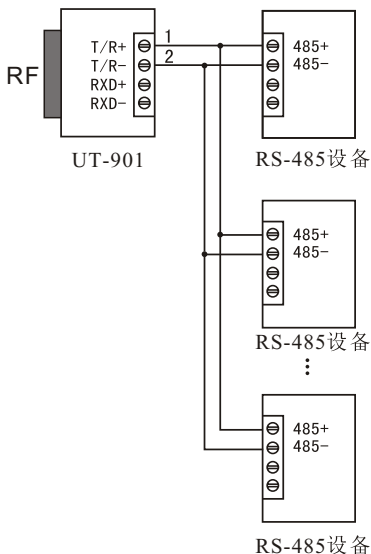 RF
T/R+
T/R-
RXD+
RXD-
1
2
UT-901
485+
485-
RS-485设备
485+
485-
RS-485设备
⋮
485+
485-
RS-485设备